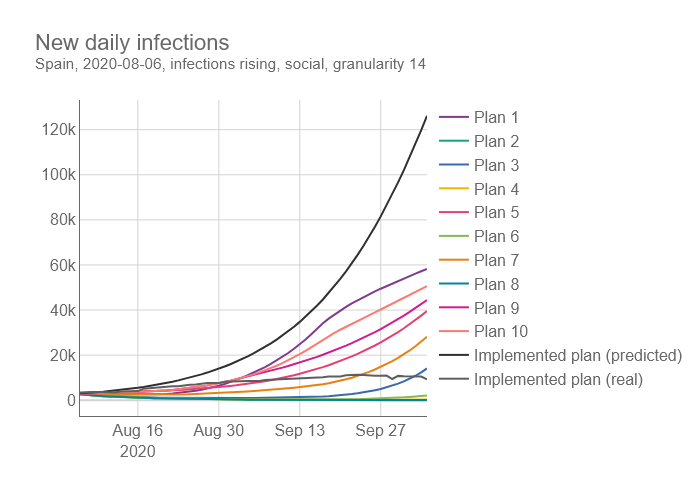 New daily infections
Spain, 2020-08-06, infections rising, social, granularity 14
120k
100k
80k
60k
40k
20k
0
Aug 16
2020
Aug 30
Sep 13
Sep 27
Plan 1
Plan 2
Plan 3
Plan 4
Plan 5
Plan 6
Plan 7
Plan 8
Plan 9
Plan 10
Implemented plan (predicted)
Implemented plan (real)